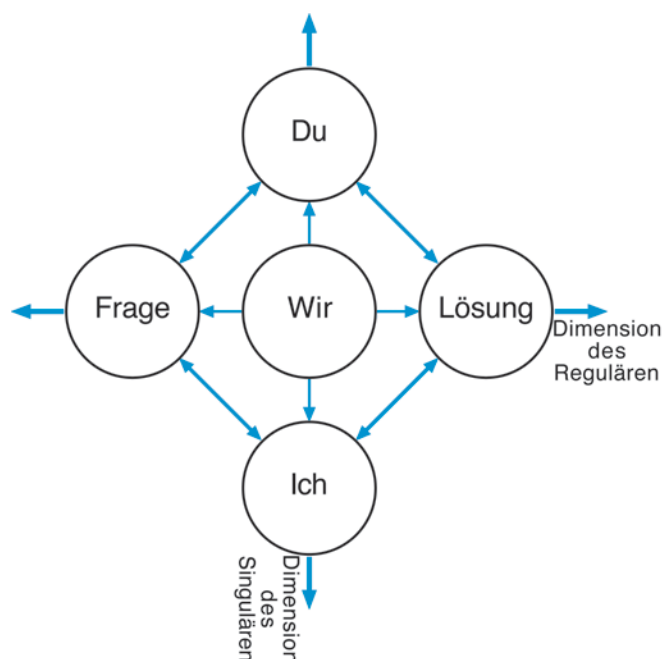 Du
Frage
Wir
Lösung
Dimension
des
Regulären
Ich
Dimension
des
Singulären